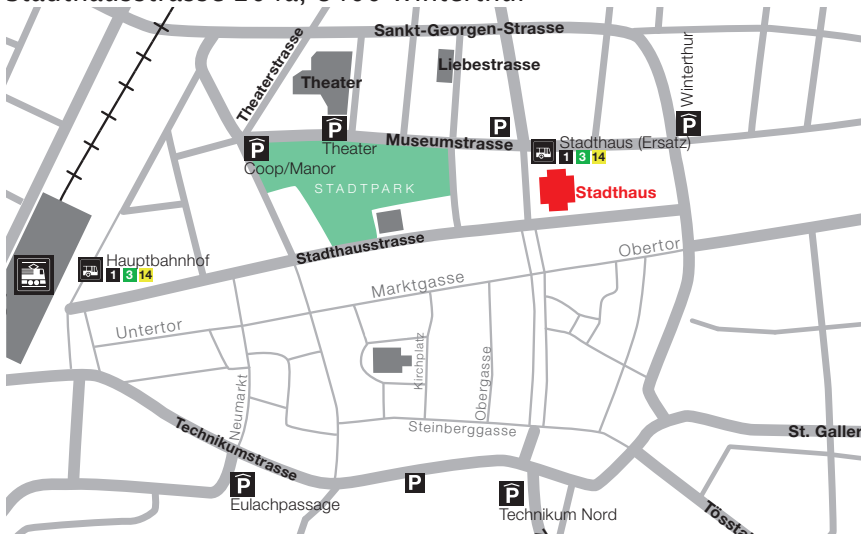 Sankt-Georgen-Strasse
Theaterstrasse
Theater
Liebestrasse
Winterthur
P
P
P
P
Theater
Museumstrasse
Stadthaus (Ersatz)
1 3 14
Coop/Manor
STADTPARK
Stadthaus
Stadthausstrasse
Hauptbahnhof
1 3 14
Obertor
Marktgasse
Untertor
Kirchplatz
Obergasse
Neumarkt
Steinberggasse
Technikumstrasse
St. Galler
P
P
P
Eulachpassage
Technikum Nord
Tössta